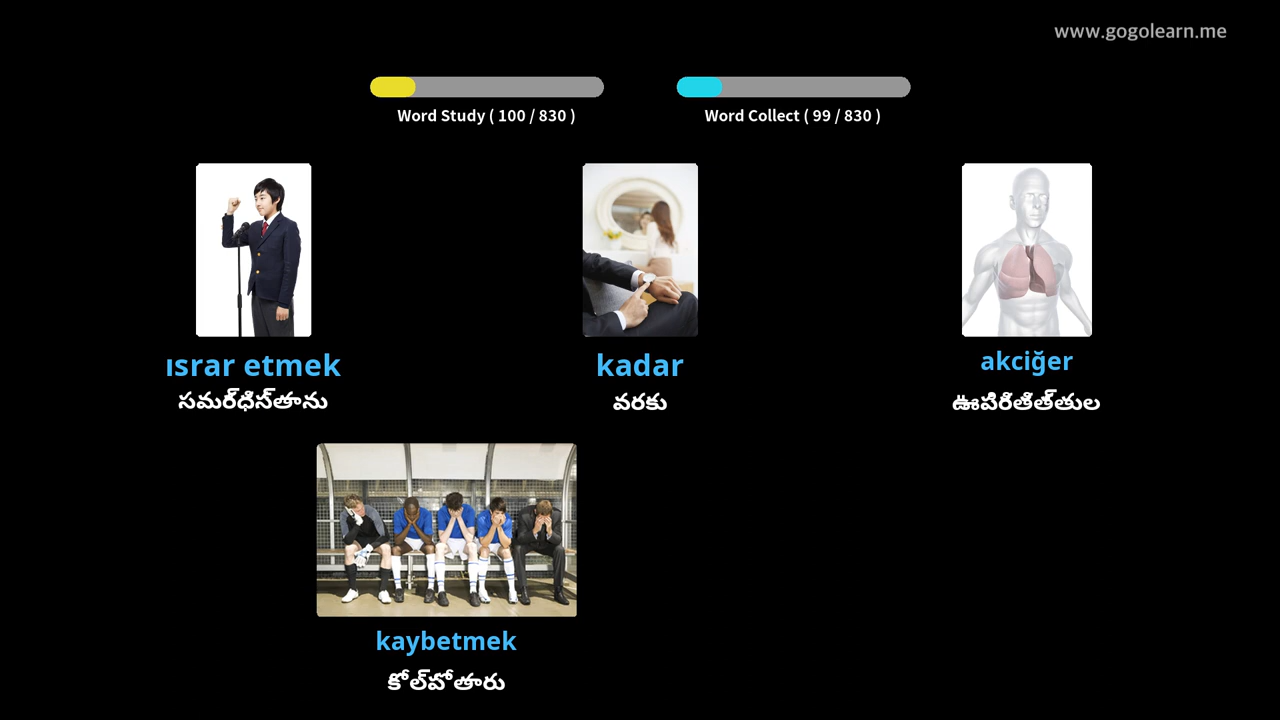 www.gogolearn.me
Word Study ( 100 / 830 )
Word Collect ( 99 / 830 )
ısrar etmek
సమర్‌ధిస్‌తాను
kadar
వరకు
akciğer
ఊపిరితిత్‌తుల
kaybetmek
కోల్‌పోతారు